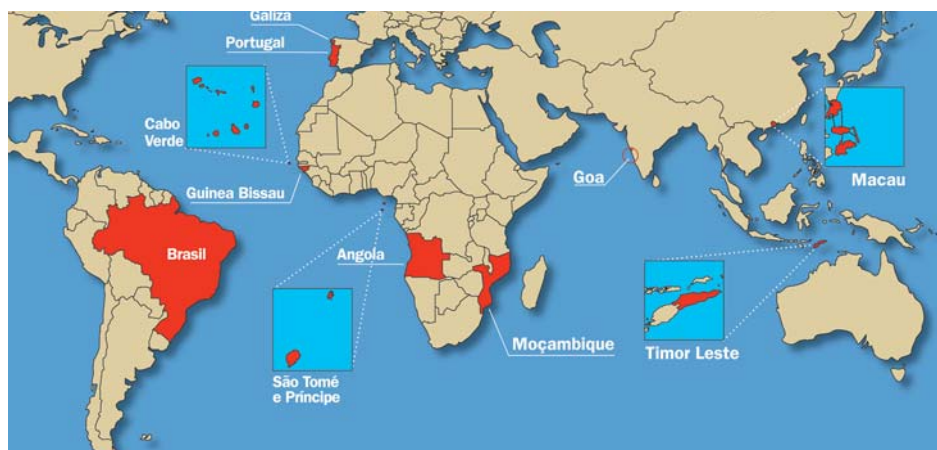 Galiza
Portugal
Cabo
Verde
Guinea Bissau
Goa
Macau
Brasil
Angola
São Tomé
e Príncipe
Moçambique
Timor Leste